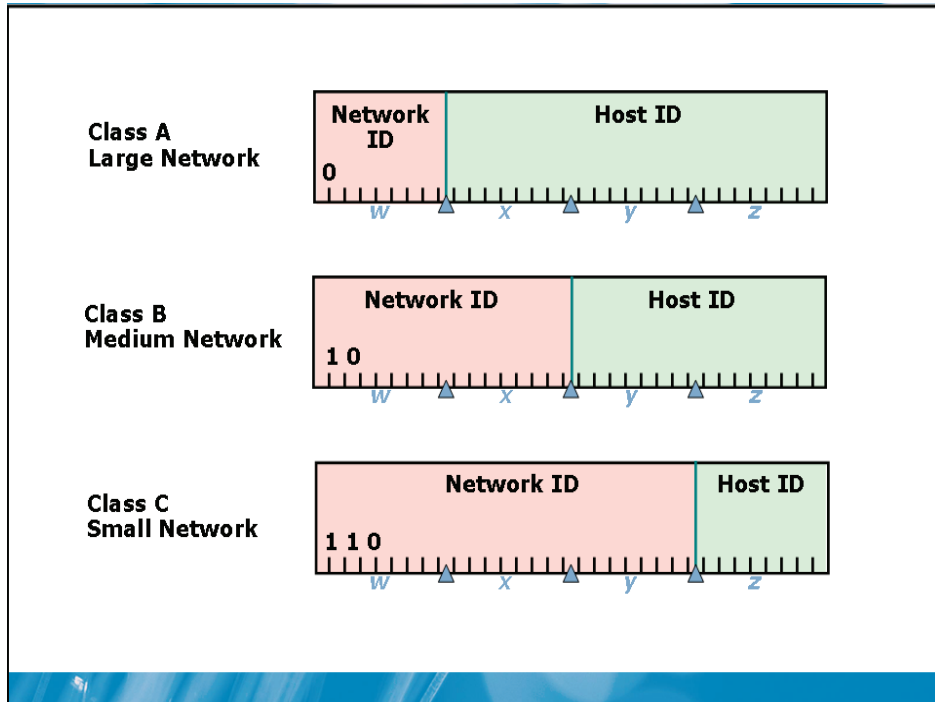 Class A
Large Network
Network
ID
Host ID
0
w x y z
Class B
Medium Network
Network ID
Host ID
1 0
w x y z
Class C
Small Network
Network ID
Host ID
1 1 0
w x y z